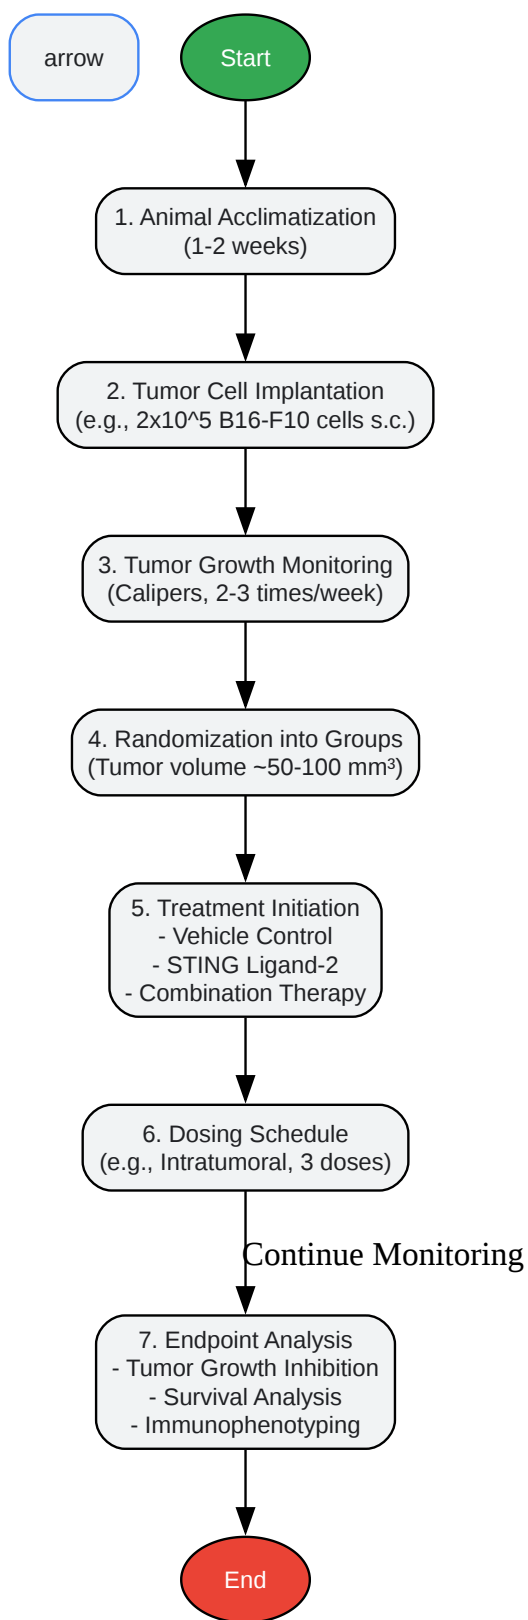 arrow
Start
1. Animal Acclimatization
(1-2 weeks)
2. Tumor Cell Implantation
(e.g., 2x10^5 B16-F10 cells s.c.)
3. Tumor Growth Monitoring
(Calipers, 2-3 times/week)
4. Randomization into Groups
(Tumor volume ~50-100 mm³)
5. Treatment Initiation
- Vehicle Control
- STING Ligand-2
- Combination Therapy
6. Dosing Schedule
(e.g., Intratumoral, 3 doses)
Continue Monitoring
7. Endpoint Analysis
- Tumor Growth Inhibition
- Survival Analysis
- Immunophenotyping
End